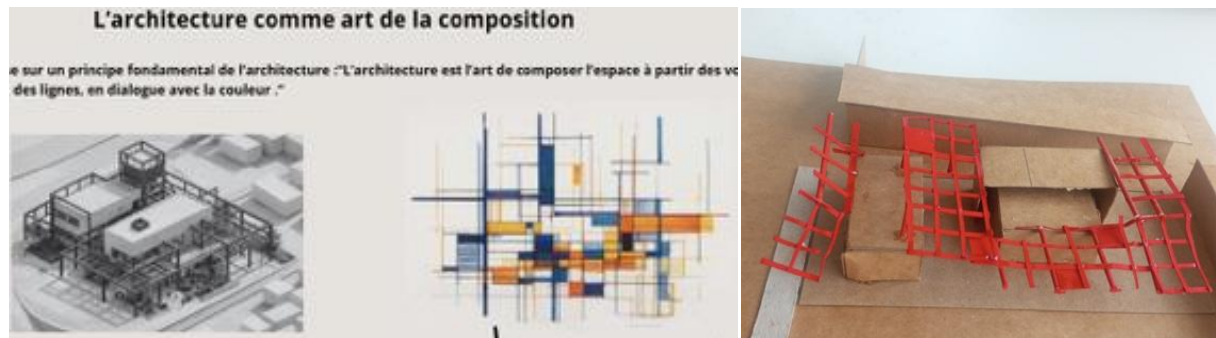 L'architecture comme art de la composition
sur un principe fondamental de l'architecture :"L'architecture est l'art de composer l'espace à partir des
des lignes, en dialogue avec la couleur ."